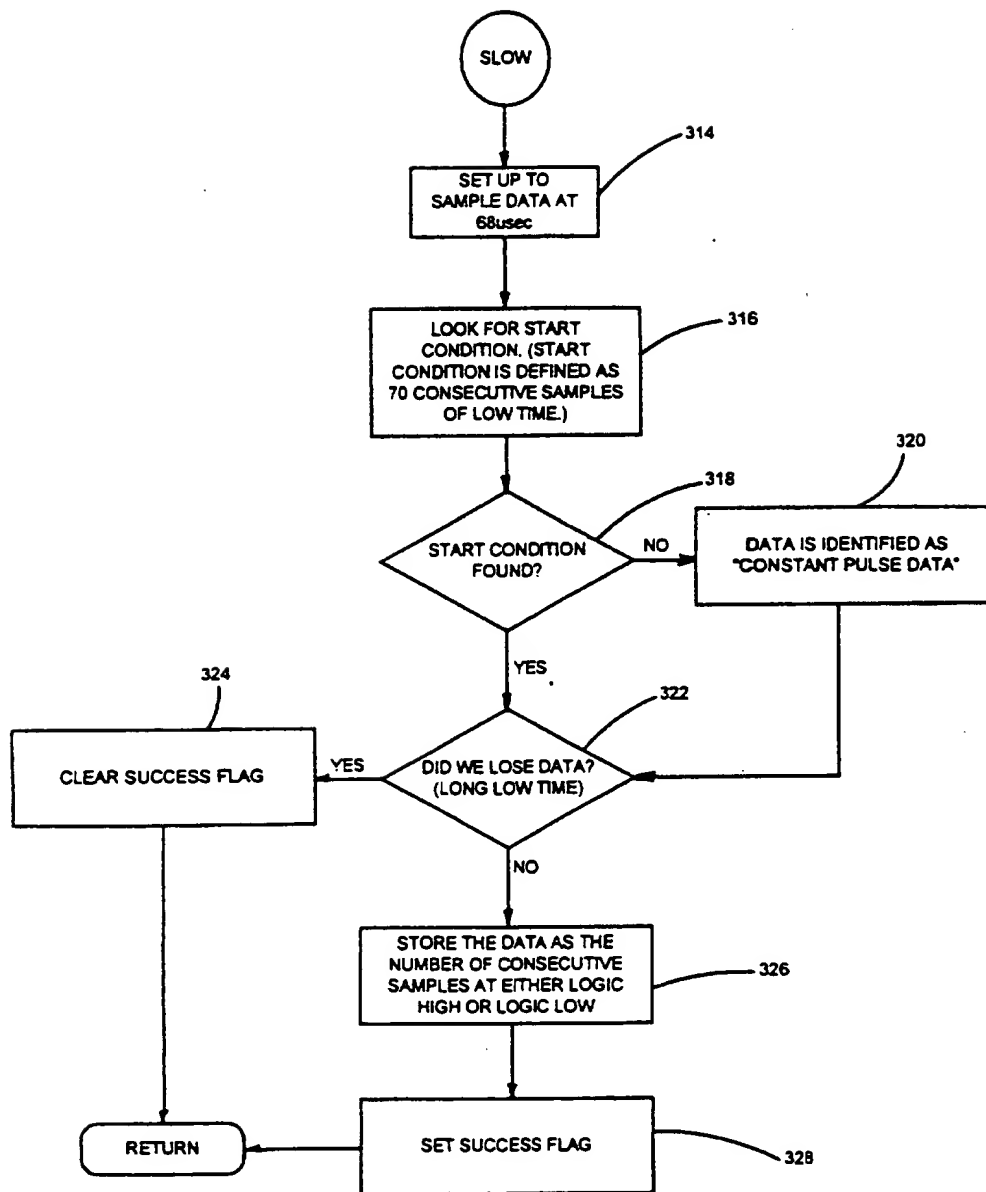 SLOW
314
SET UP TO
SAMPLE DATA AT
68usec
316
LOOK FOR START
CONDITION. (START
CONDITION IS DEFINED AS
70 CONSECUTIVE SAMPLES
OF LOW TIME.)
318
START CONDITION
FOUND?
NO
320
DATA IS IDENTIFIED AS
"CONSTANT PULSE DATA"
YES
322
DID WE LOSE DATA?
(LONG LOW TIME)
YES
324
CLEAR SUCCESS FLAG
NO
STORE THE DATA AS THE
NUMBER OF CONSECUTIVE
SAMPLES AT EITHER LOGIC
HIGH OR LOGIC LOW
326
SET SUCCESS FLAG
328
RETURN